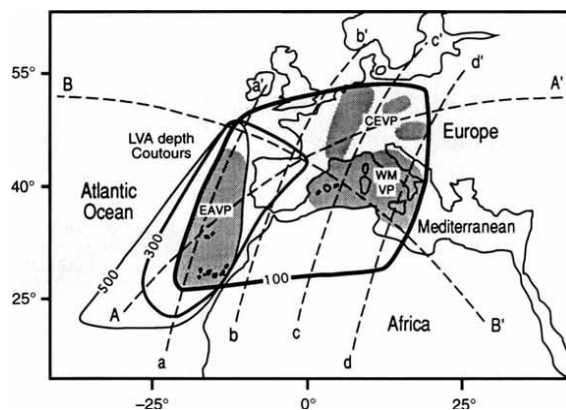 b'
c'
d'
a'
55°
B
A'
LVA depth
Coutours
CEVP
Europe
40°
Atlantic
Ocean
EAVP
WM
VP
Mediterranean
300
500
100
25°
A
B'
b
c
Africa
a
d
−25°
0°
25°